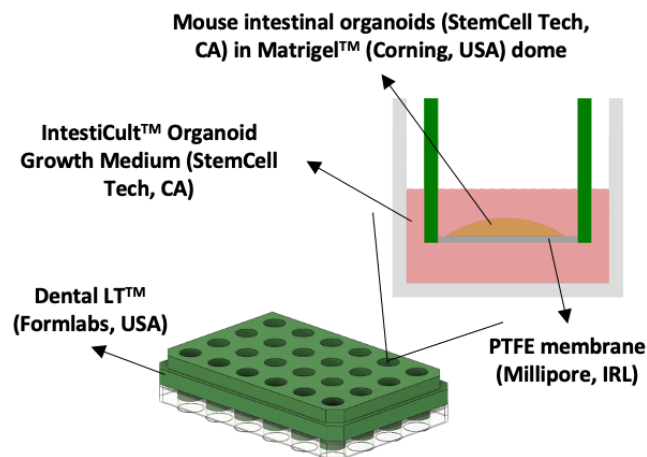 Mouse intestinal organoids (StemCell Tech,
CA) in Matrigel™ (Corning, USA) dome
IntestiCult™ Organoid
Growth Medium (StemCell
Tech, CA)
Dental LT™
(Formlabs, USA)
PTFE membrane
(Millipore, IRL)